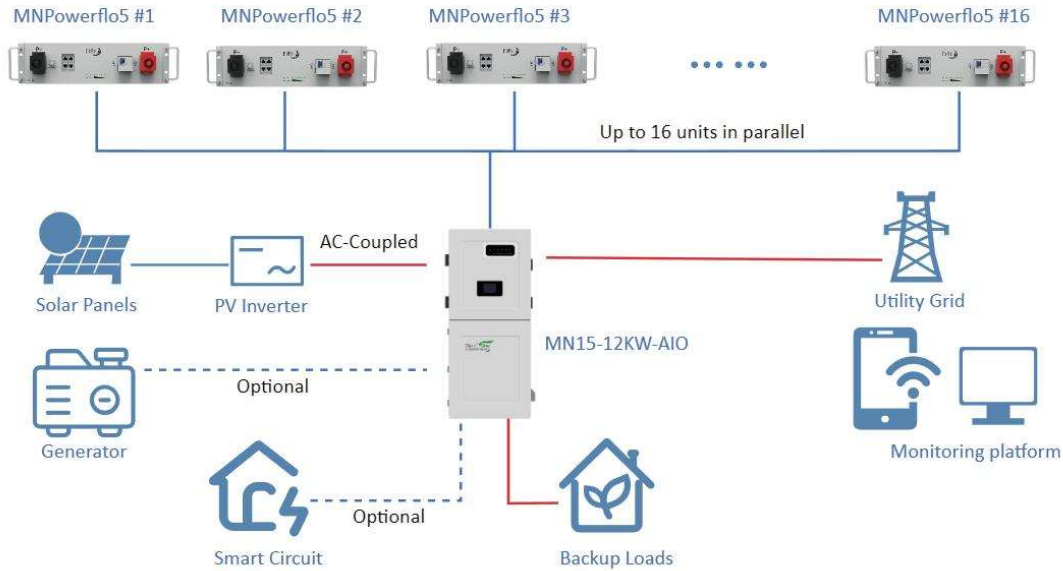 MNPowerflo5 #1
MNPowerflo5 #2
MNPowerflo5 #3
MNPowerflo5 #16
P-
P+
P-
P+
P-
P+
P-
P+
Up to 16 units in parallel
AC-Coupled
Solar Panels
PV Inverter
Utility Grid
MN15-12KW-AIO
Optional
Generator
Monitoring platform
Optional
Smart Circuit
Backup Loads